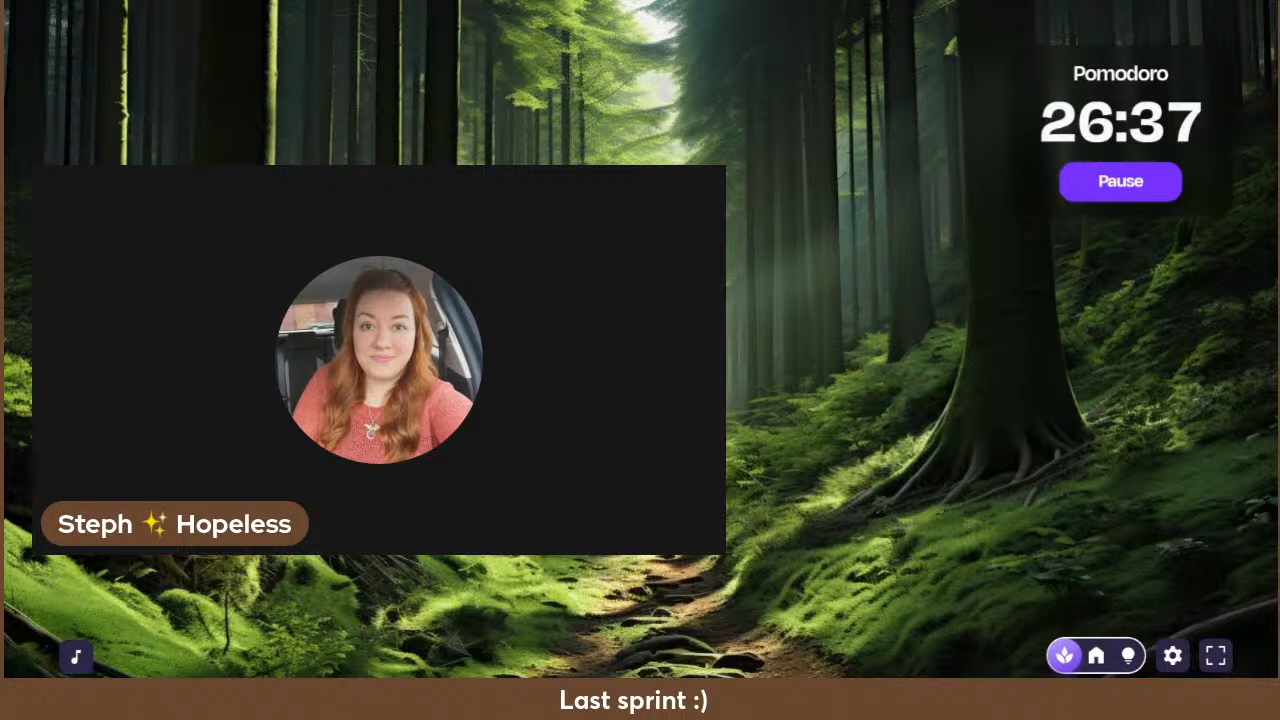 Pomodoro
26:37
Pause
Steph ✨ Hopeless
Last sprint :)